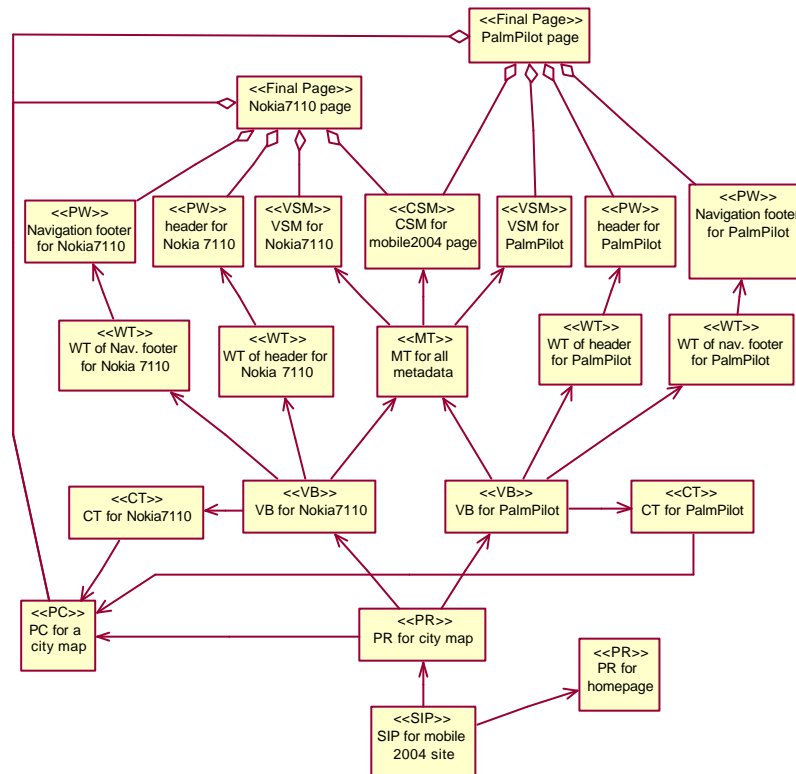 <<Final Page>>
PalmPilot page
<<Final Page>>
Nokia7110 page
<<PW>>
Navigation footer
for Nokia7110
<<PW>>
header for
Nokia 7110
<<VSM>>
VSM for
Nokia7110
<<CSM>>
CSM for
mobile2004 page
<<VSM>>
VSM for
PalmPilot
<<PW>>
header for
PalmPilot
<<PW>>
Navigation footer
for PalmPilot
<<WT>>
WT of Nav. footer
for Nokia 7110
<<WT>>
WT of header for
Nokia 7110
<<MT>>
MT for all
metadata
<<WT>>
WT of header
for PalmPilot
<<WT>>
WT of nav. footer
for PalmPilot
<<CT>>
CT for Nokia7110
<<VB>>
VB for Nokia7110
<<VB>>
VB for PalmPilot
<<CT>>
CT for PalmPilot
<<PC>>
PC for a
city map
<<PR>>
PR for city map
<<PR>>
PR for
homepage
<<SIP>>
SIP for mobile
2004 site